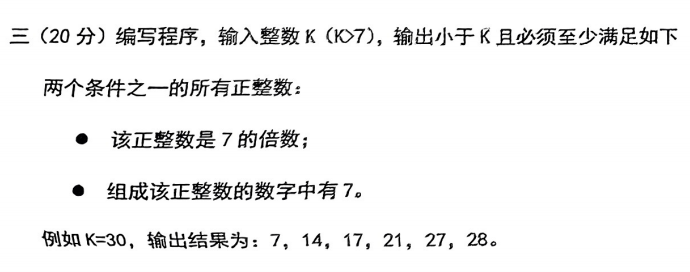 三（20 分）编写程序，输入整数 K（K>7），输出小于 K 且必须至少满足如下
两个条件之一的所有正整数：
● 该正整数是 7 的倍数；
● 组成该正整数的数字中有 7。
例如 K=30，输出结果为：7，14，17，21，27，28。